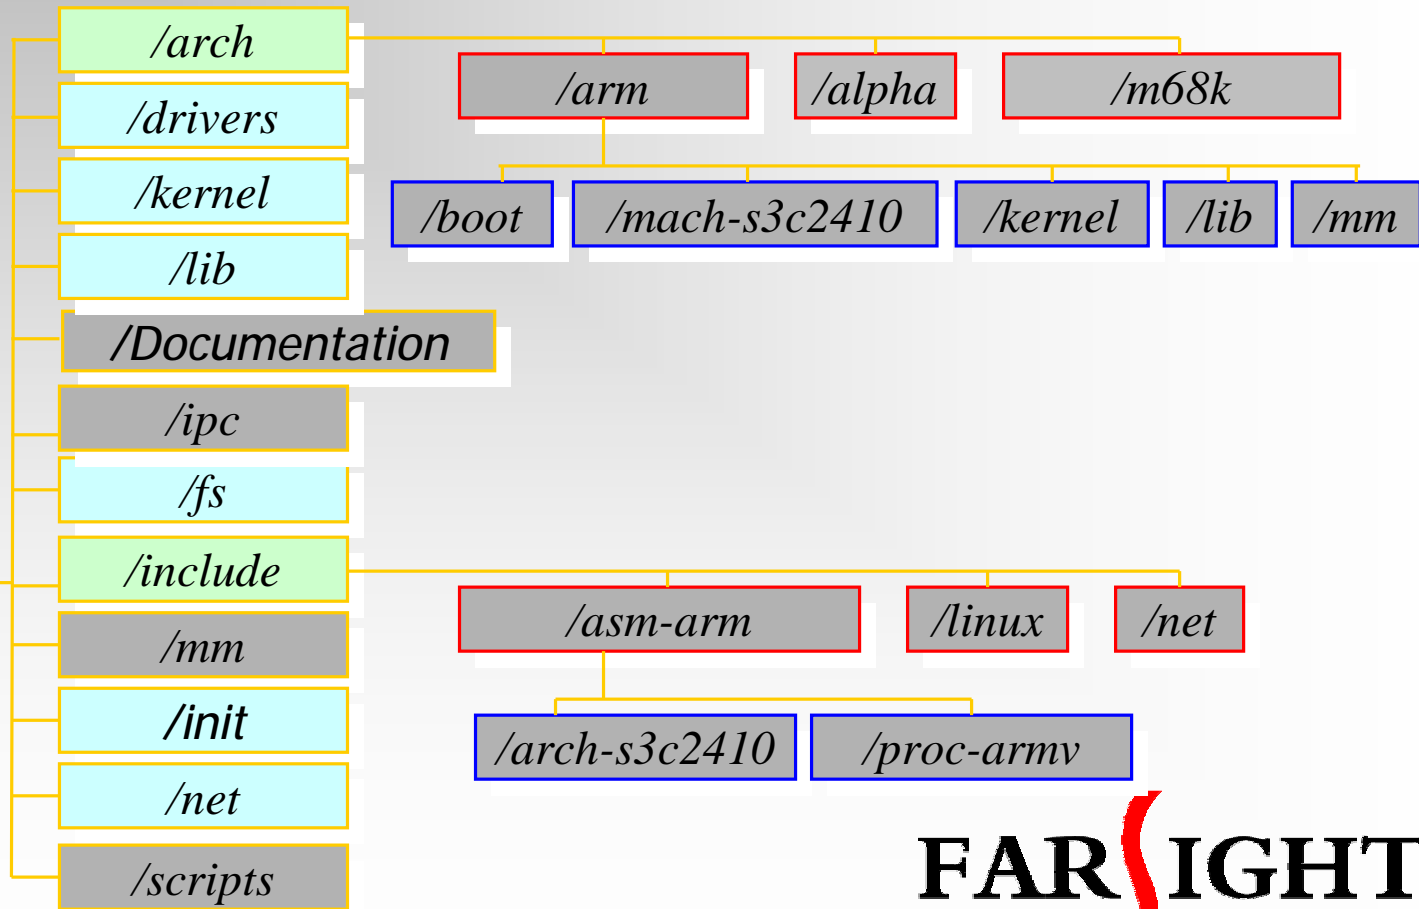 /arch
/arm /alpha /m68k
/drivers
/kernel
/boot /mach-s3c2410 /kernel /lib /mm
/lib
/Documentation
/ipc
/fs
/include
/asm-arm /linux /net
/mm
/init
/arch-s3c2410 /proc-armv
/net
/scripts
FARSIGHT